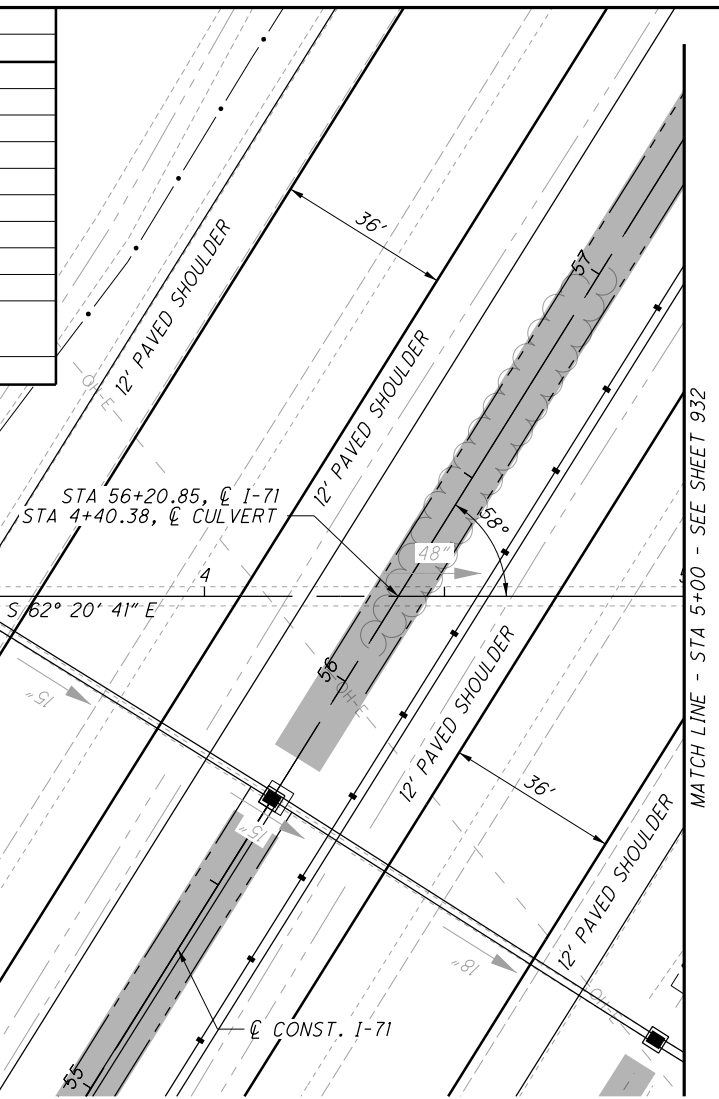 36'
57
12' PAVED SHOULDER
OH-E
12' PAVED SHOULDER
MATCH LINE - STA 5+00 - SEE SHEET 932
STA 56+20.85, ℄ I-71
STA 4+40.38, ℄ CULVERT
58°
48"
4
S 62° 20' 41" E
56
OH-E
15"
12' PAVED SHOULDER
36'
15"
12' PAVED SHOULDER
18"
℄ CONST. I-71
55